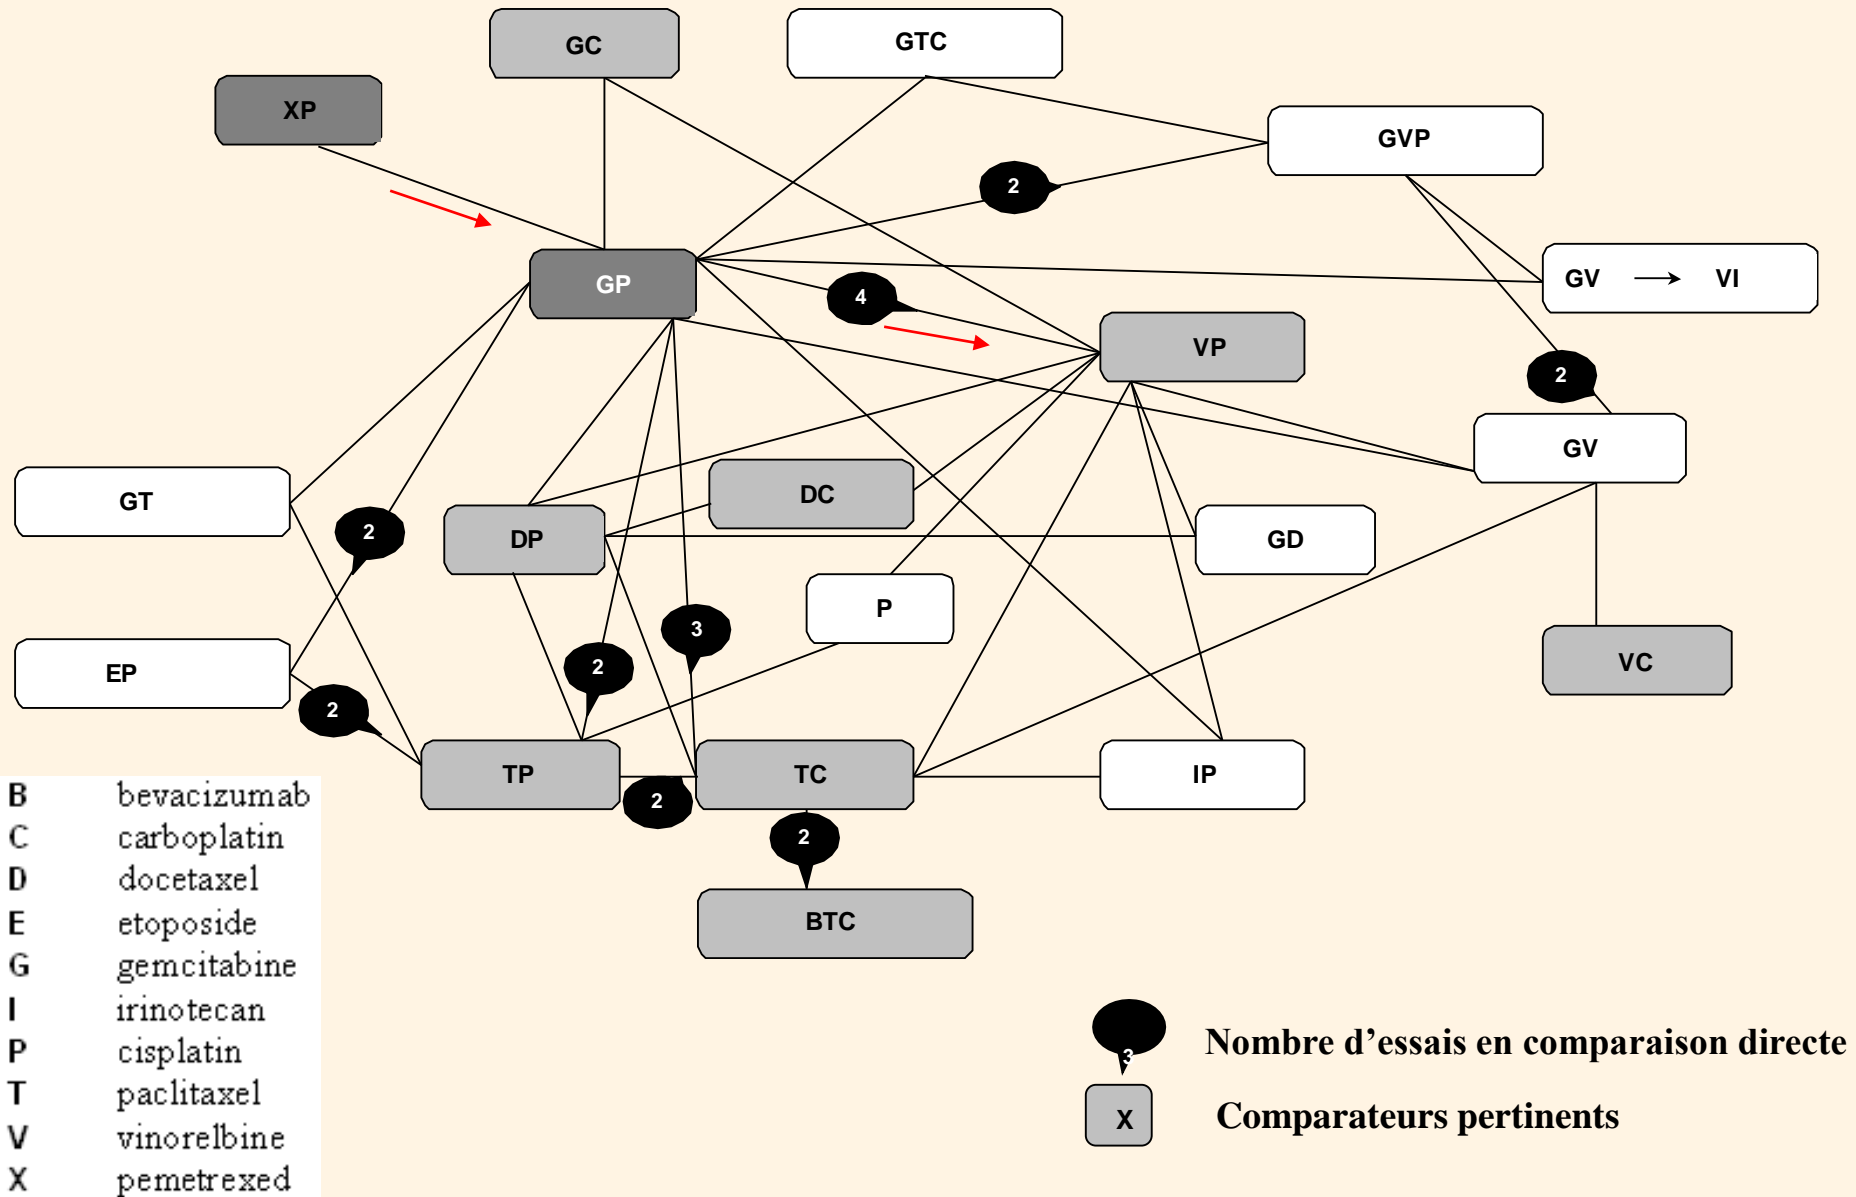 GC
GTC
XP
GVP
2
GP
GV → VI
4
VP
2
GV
GT
DC
2
DP
GD
P
3
EP
2
VC
2
TP
TC
IP
2
2
BTC
B bevacizumab
C carboplatin
D docetaxel
E etoposide
G gemcitabine
I irinotecan
P cisplatin
T paclitaxel
V vinorelbine
X pemetrexed
3 Nombre d’essais en comparaison directe
X Comparateurs pertinents